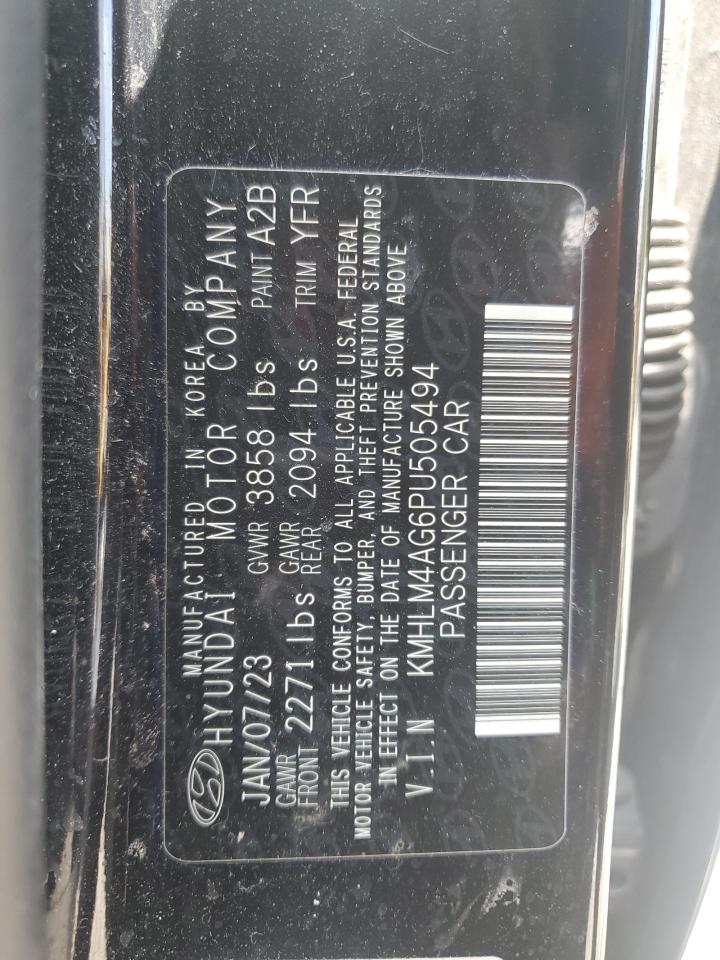 MANUFACTURED IN KOREA BY
HYUNDAI MOTOR COMPANY
JAN/07/23 GVWR 3858 lbs PAINT A2B
GAWR FRONT 2271 lbs GAWR REAR 2094 lbs TRIM YFR
THIS VEHICLE CONFORMS TO ALL APPLICABLE U.S.A. FEDERAL
MOTOR VEHICLE SAFETY, BUMPER, AND THEFT PREVENTION STANDARDS
IN EFFECT ON THE DATE OF MANUFACTURE SHOWN ABOVE
V.I.N KMHLM4AG6PU505494
PASSENGER CAR